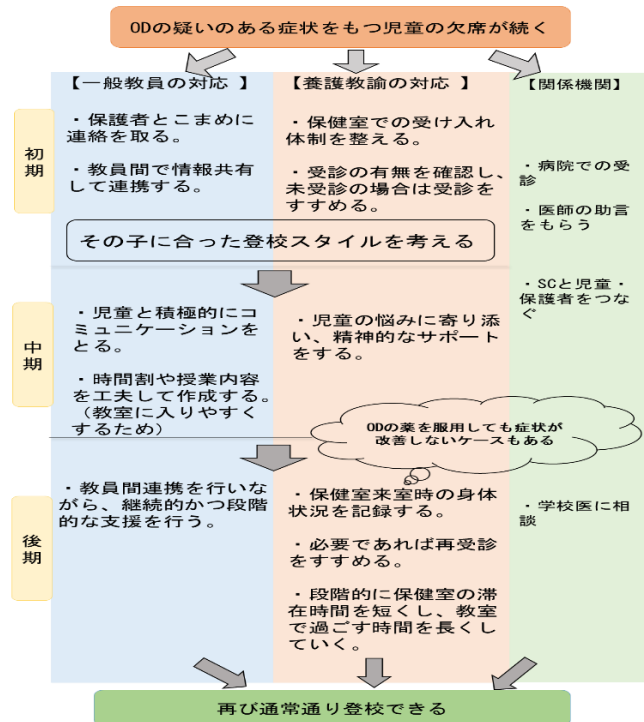 ODの疑いのある症状をもつ児童の欠席が続く
【一般教員の対応 】
【養護教諭の対応 】
【関係機関】
初期
・保護者とこまめに
連絡を取る。
・教員間で情報共有
して連携する。
・保健室での受け入れ
体制を整える。
・受診の有無を確認し、
未受診の場合は受診を
すすめる。
・病院での受
診
・医師の助言
をもらう
その子に合った登校スタイルを考える
・SCと児童・
保護者をつな
ぐ
中期
・児童と積極的にコ
ミュニケーションを
とる。
・時間割や授業内容
を工夫して作成する。
（教室に入りやすく
するため）
・児童の悩みに寄り添
い、精神的なサポート
をする。
ODの薬を服用しても症状が
改善しないケースもある
後期
・教員間連携を行いな
がら、継続的かつ段階
的な支援を行う。
・保健室来室時の身体
状況を記録する。
・必要であれば再受診
をすすめる。
・段階的に保健室の滞
在時間を短くし、教室
で過ごす時間を長くし
ていく。
・学校医に相
談
再び通常通り登校できる